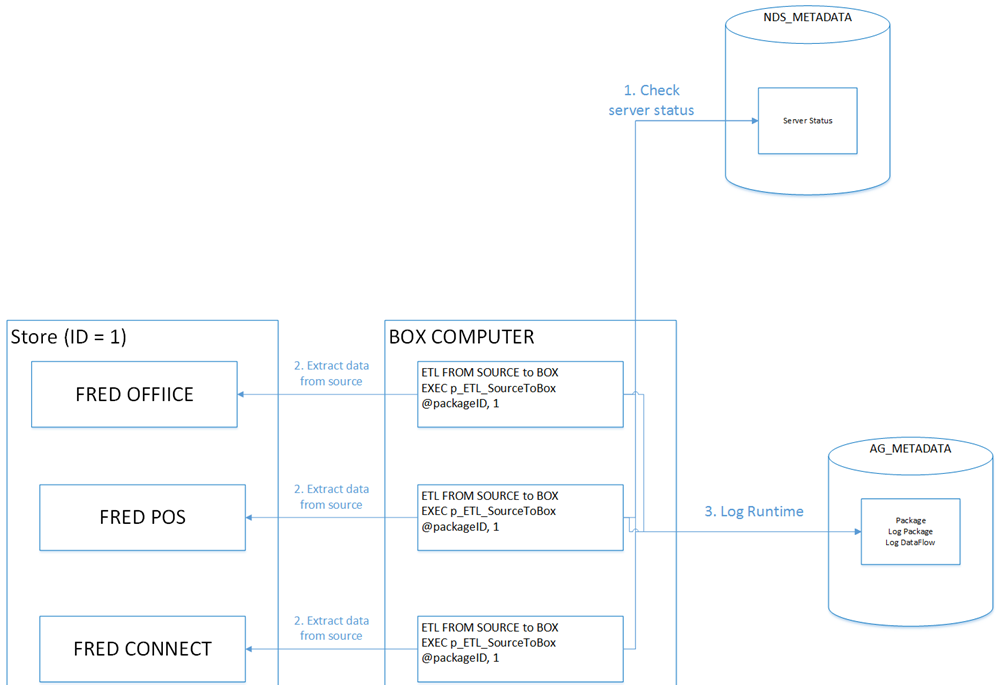 NDS_METADATA
1. Check
server status
Server Status
Store (ID = 1)
BOX COMPUTER
FRED OFFIICE
2. Extract data
from source
ETL FROM SOURCE to BOX
EXEC p_ETL_SourceToBox
@packageID, 1
AG_METADATA
FRED POS
2. Extract data
from source
ETL FROM SOURCE to BOX
EXEC p_ETL_SourceToBox
@packageID, 1
3. Log Runtime
Package
Log Package
Log DataFlow
FRED CONNECT
2. Extract data
from source
ETL FROM SOURCE to BOX
EXEC p_ETL_SourceToBox
@packageID, 1